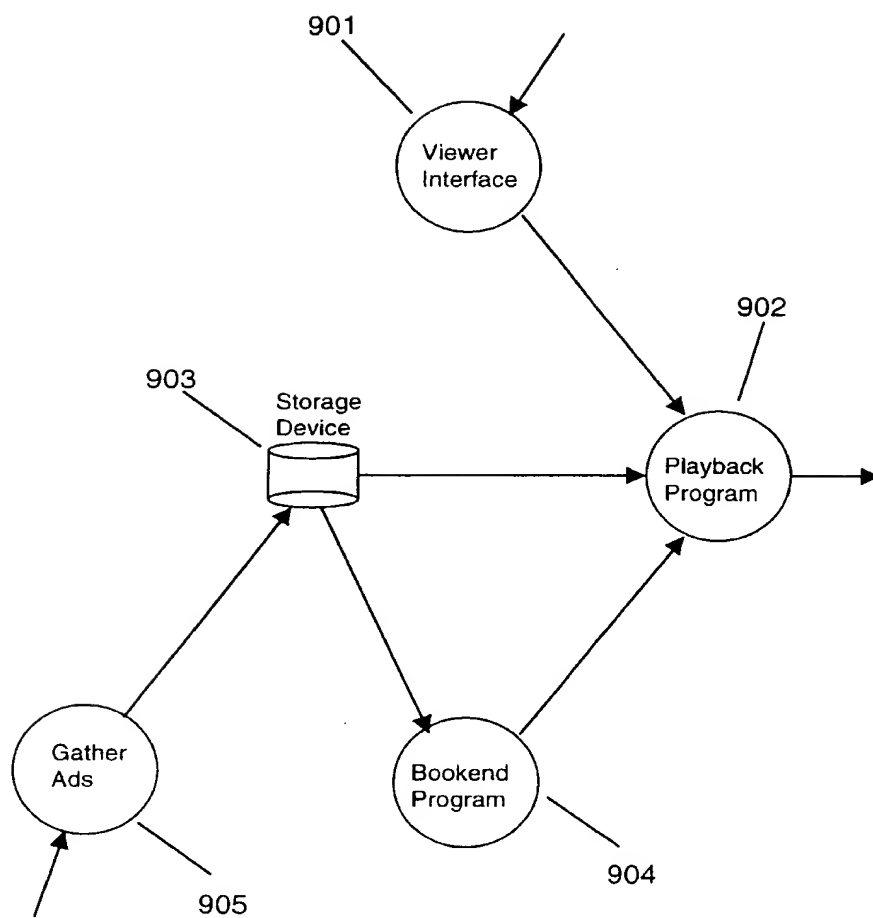 901
Viewer
Interface
902
903
Storage
Device
Playback
Program
Gather
Ads
Bookend
Program
904
905